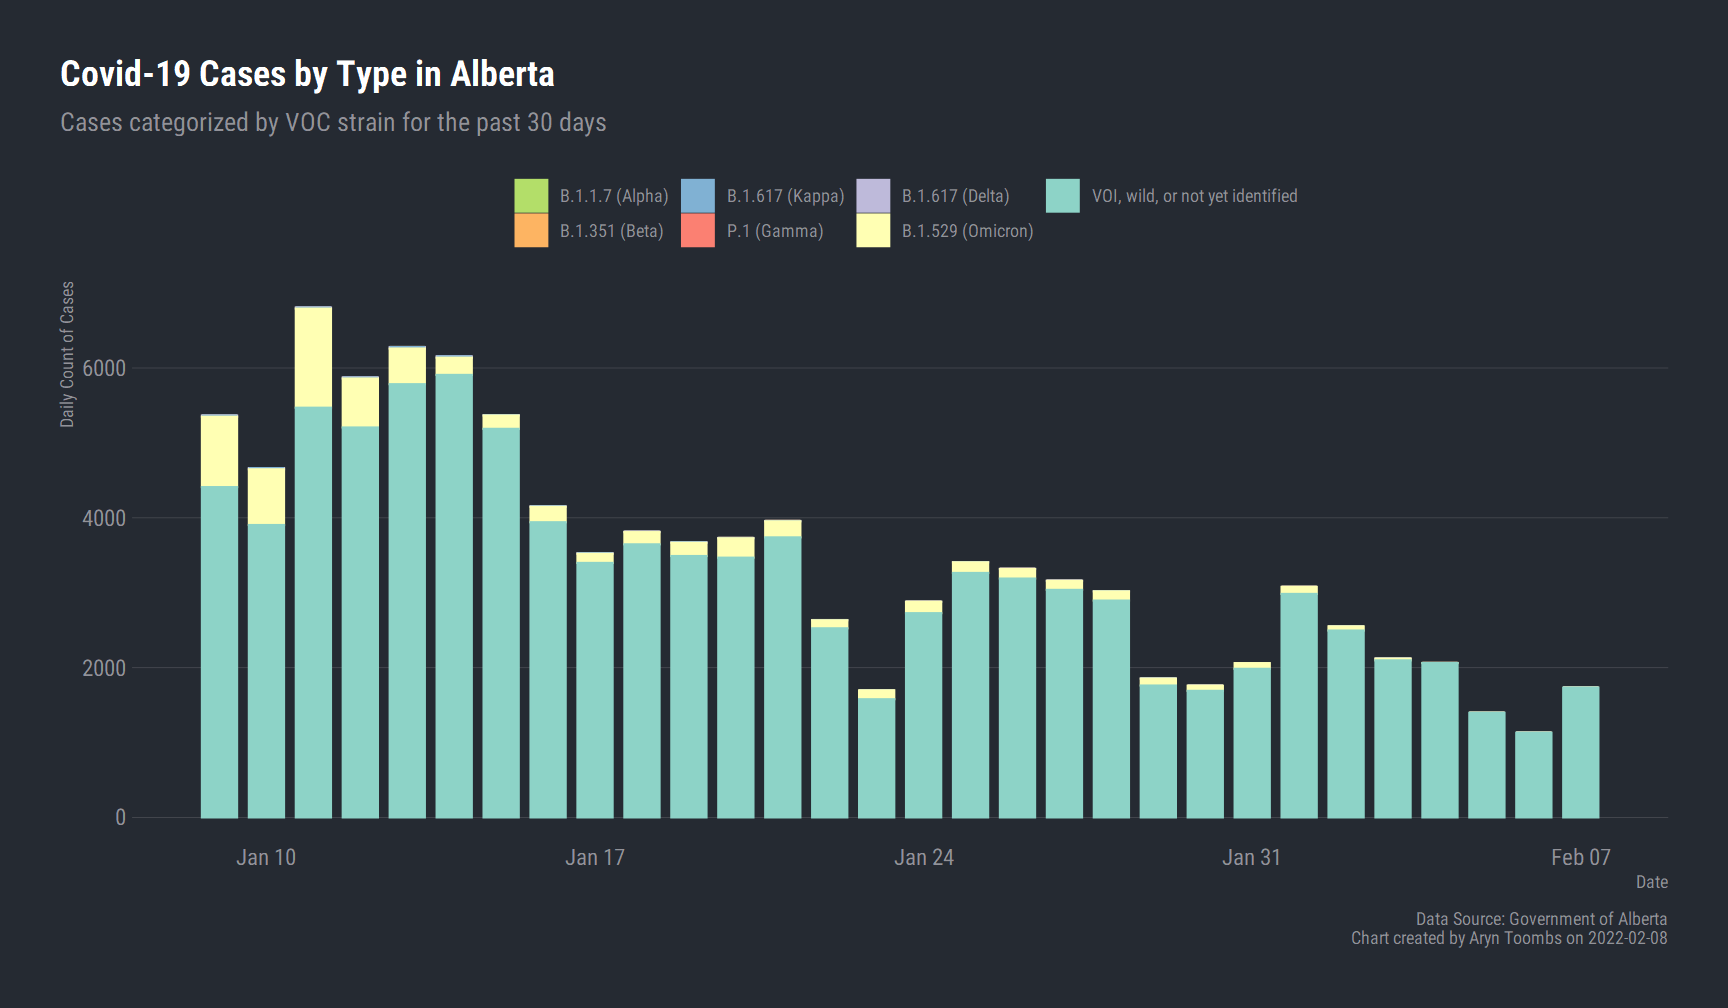 Covid-19 Cases by Type in Alberta
Cases categorized by VOC strain for the past 30 days
B.1.1.7 (Alpha)
B.1.617 (Kappa)
B.1.617 (Delta)
VOI, wild, or not yet identified
B.1.351 (Beta)
P.1 (Gamma)
B.1.529 (Omicron)
Daily Count of Cases
6000
4000
2000
0
Jan 10
Jan 17
Jan 24
Jan 31
Feb 07
Date
Data Source: Government of Alberta
Chart created by Aryn Toombs on 2022-02-08